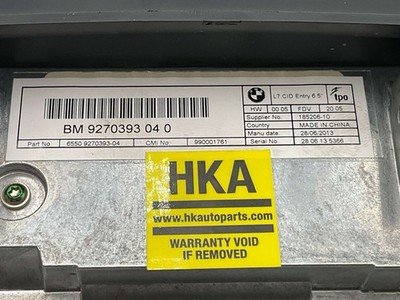 BM 9270393 04 0
Part No 6550 9270393-04 CMI No 990001761
L7 CID Entry 6.5"
HW 00.05 FDV 20.05
Supplier No. 185206-10
Country MADE IN CHINA
Manu date 28/06/2013
Serial No 28 06 13 5366
HKA
www.hkautoparts.com
WARRANTY VOID
IF REMOVED